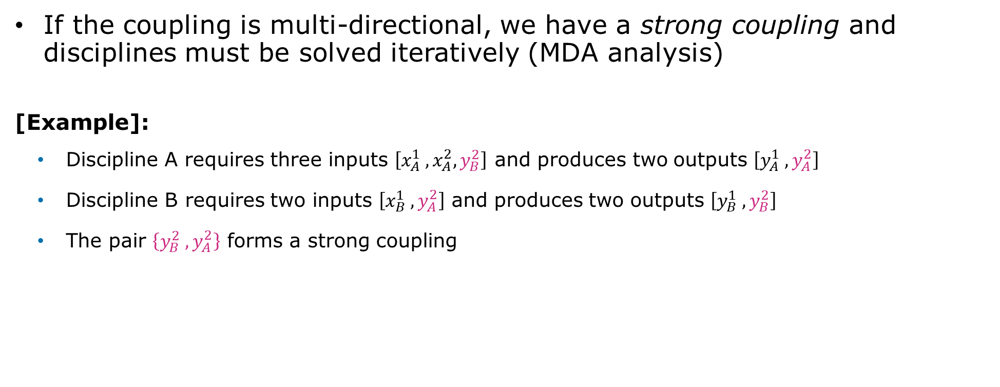 • If the coupling is multi-directional, we have a strong coupling and
disciplines must be solved iteratively (MDA analysis)
[Example]:
• Discipline A requires three inputs [$x_A^1$, $x_A^2$, $y_B^2$] and produces two outputs [$y_A^1$, $y_A^2$]
• Discipline B requires two inputs [$x_B^1$, $y_A^2$] and produces two outputs [$y_B^1$, $y_B^2$]
• The pair {$y_B^2$, $y_A^2$} forms a strong coupling